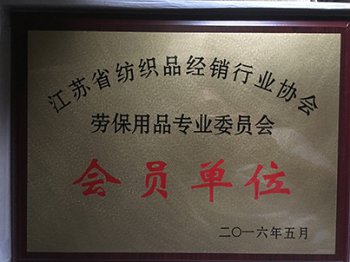 江苏省纺织品经销行业协会
劳保用品专业委员会
会员单位
二〇一六年五月